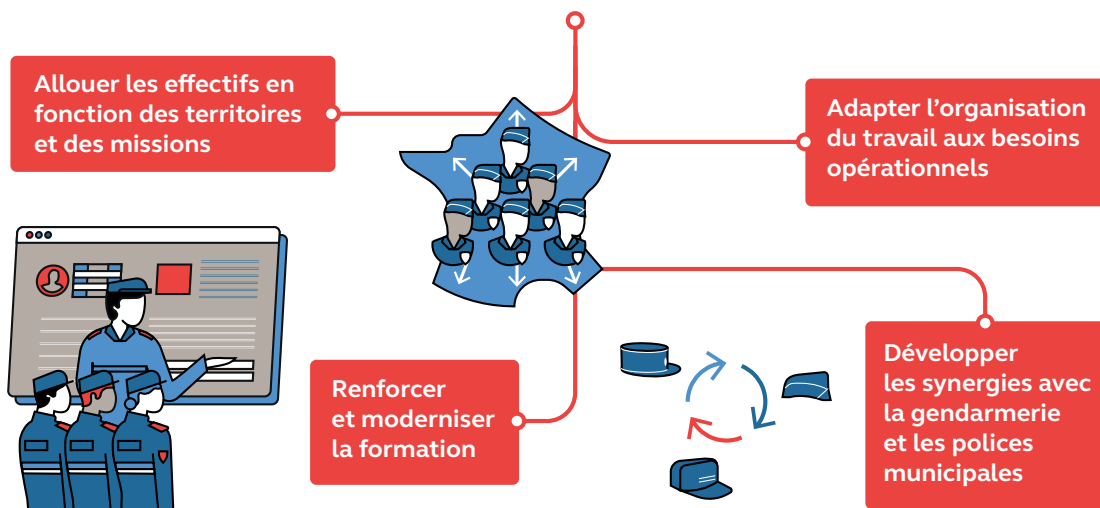 Allouer les effectifs en
fonction des territoires
et des missions
Adapter l’organisation
du travail aux besoins
opérationnels
Renforcer
et moderniser
la formation
Développer
les synergies avec
la gendarmerie
et les polices
municipales